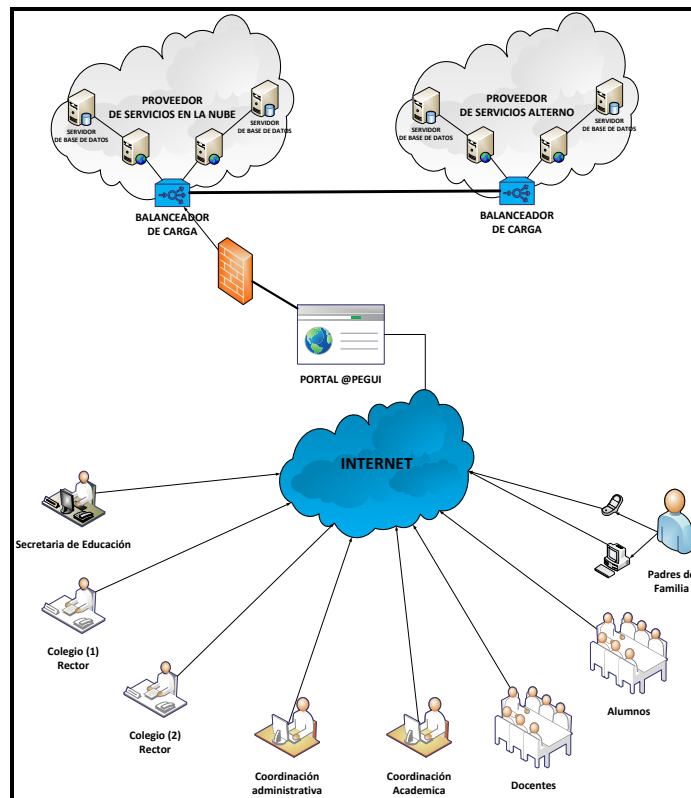 PROVEEDOR
DE SERVICIOS EN LA NUBE
SERVIDOR
DE BASE DE DATOS
SERVIDOR
DE BASE DE DATOS
BALANCEADOR
DE CARGA
PROVEEDOR
DE SERVICIOS ALTERNO
SERVIDOR
DE BASE DE DATOS
SERVIDOR
DE BASE DE DATOS
BALANCEADOR
DE CARGA
PORTAL @PEGUI
INTERNET
Secretaria de Educación
Colegio (1)
Rector
Colegio (2)
Rector
Coordinación
administrativa
Coordinación
Academica
Docentes
Alumnos
Padres de
Familia